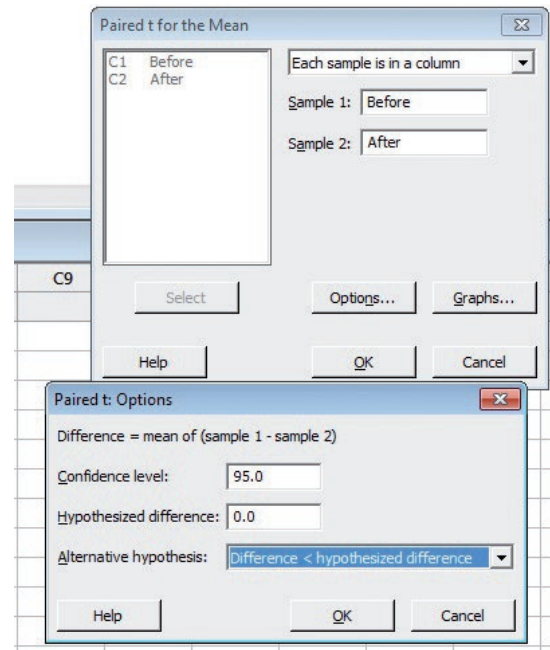 Paired t for the Mean
C1 Before
C2 After
Each sample is in a column
Sample 1: Before
Sample 2: After
C9
Select
Options...
Graphs...
Help
OK
Cancel
Paired t: Options
Difference = mean of (sample 1 - sample 2)
Confidence level: 95.0
Hypothesized difference: 0.0
Alternative hypothesis: Difference < hypothesized difference
Help
OK
Cancel